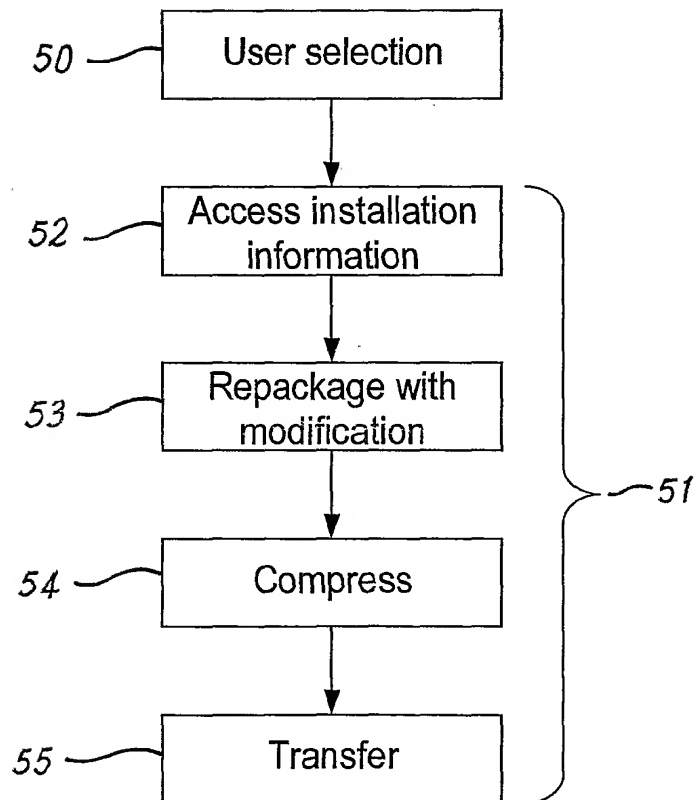 50
User selection
52
Access installation
information
53
Repackage with
modification
51
54
Compress
55
Transfer